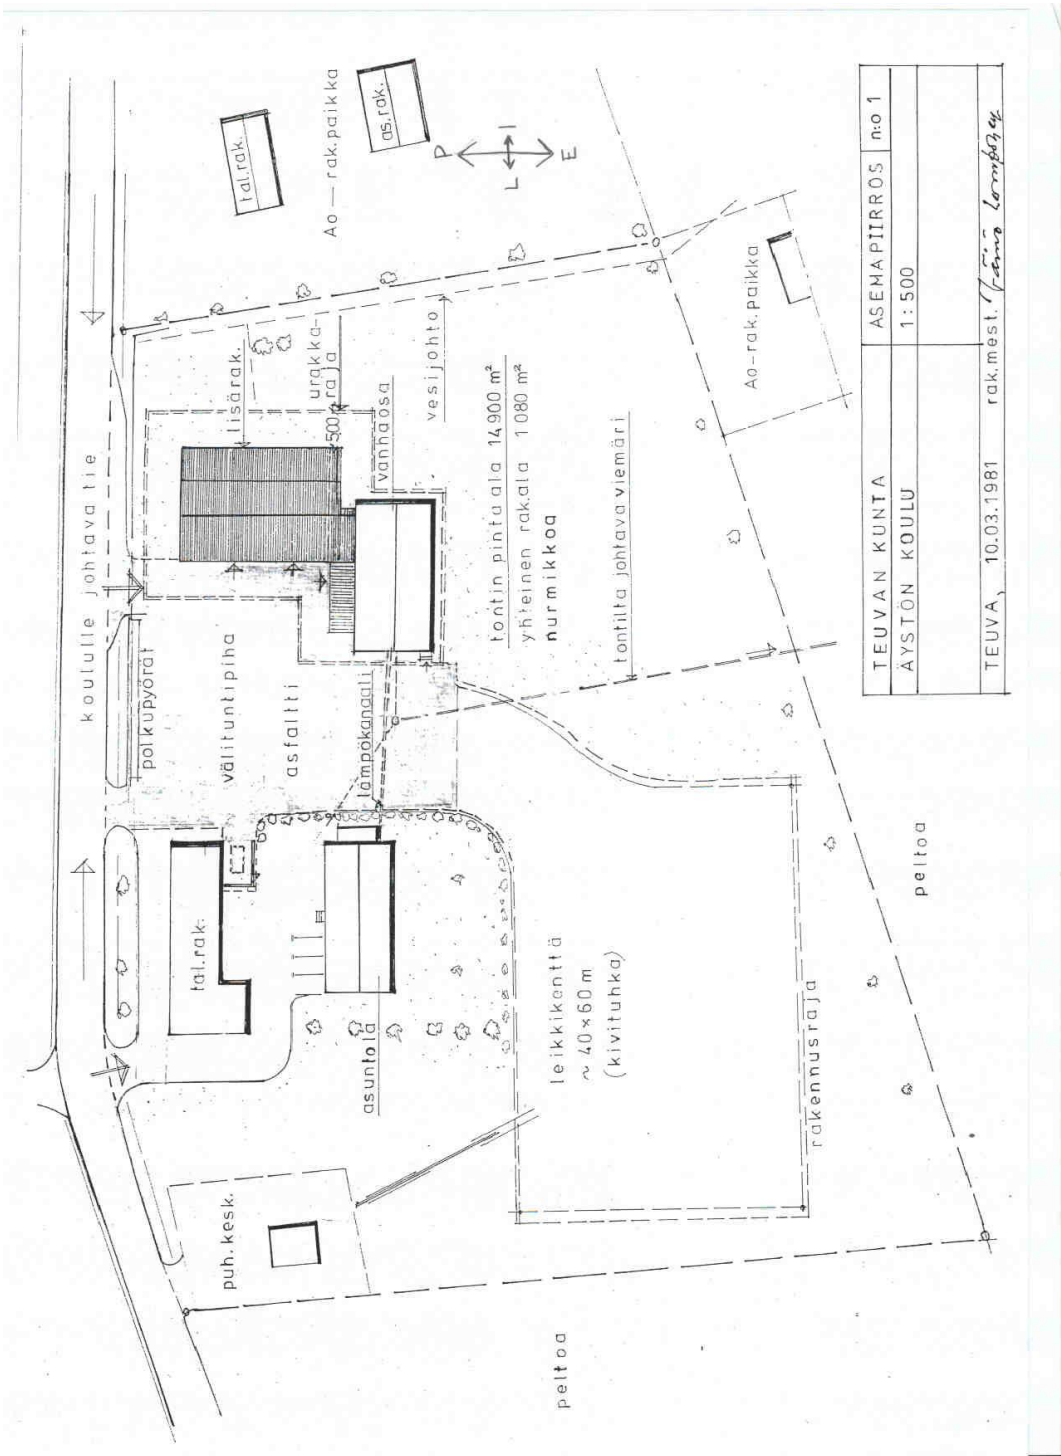 koululle johtava tie
polkupyörät
välituntipiha
asfaltti
lämpökanaali
lisärak.
urakka-
raja
500
vanhaosa
vesijohto
tontin pinta ala 14900 m²
yhteinen rak.ala 1080 m²
nurmikkoa
tontilta johtava viemäri
tal.rak.
Ao — rak.paikka
as.rak.
P
L I
E
Ao-rak.paikka
tal.rak.
asuntola
puh.kesk.
leikkikenttä
~ 40×60 m
(kivituhka)
rakennusraja
peltoa
peltoa
TEUVAN KUNTA ASEMAPIIRROS n:o 1
ÄYSTÖN KOULU 1:500
TEUVA, 10.03.1981 rak.mest.